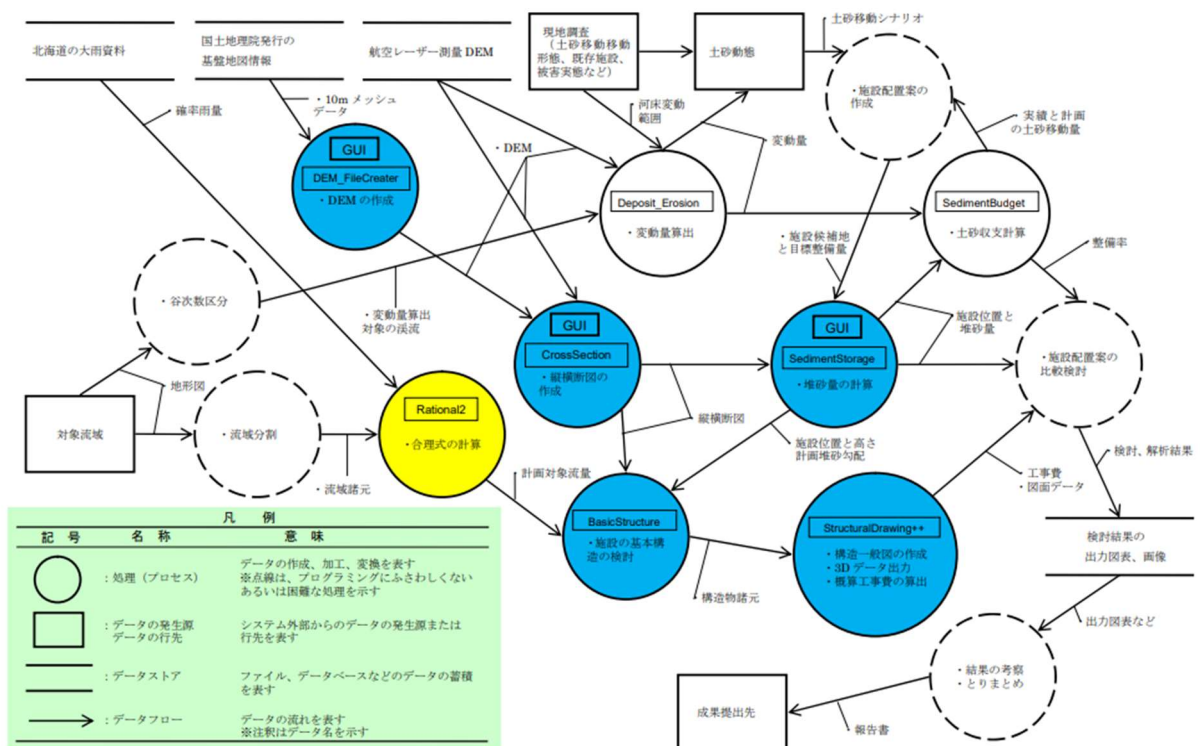 北海道の大雨資料
国土地理院発行の
基盤地図情報
航空レーザー測量 DEM
現地調査
（土砂移動移動
形態、既存施設、
被害実態など）
土砂動態
土砂移動シナリオ
・施設配置案の
作成
・実績と計画
の土砂移動量
・確率雨量
・10m メッシュ
データ
・河床変動
範囲
・変動量
・DEM
GUI
DEM_FileCreater
・DEM の作成
Deposit_Erosion
・変動量算出
SedimentBudget
・土砂収支計算
・施設候補地
と目標整備量
・整備率
・谷次数区分
・変動量算出
対象の渓流
GUI
CrossSection
・縦横断図の
作成
GUI
SedimentStorage
・堆砂量の計算
・施設位置と
堆砂量
・施設配置案の
比較検討
・地形図
対象流域
・流域分割
・流域諸元
Rational2
・合理式の計算
・縦横断図
・施設位置と高さ
計画堆砂勾配
・計画対象流量
・検討、解析結果
・工事費
・図面データ
BasicStructure
・施設の基本構
造の検討
StructuralDrawing++
・構造一般図の作成
・3D データ出力
・概算工事費の算出
・構造物諸元
検討結果の
出力図表、画像
・出力図表など
・結果の考察
・とりまとめ
成果提出先
・報告書
凡 例
記 号 名 称 意 味
：処理（プロセス）
データの作成、加工、変換を表す
※点線は、プログラミングにふさわしくない
あるいは困難な処理を示す
：データの発生源
データの行先
システム外部からのデータの発生源または
行先を表す
：データストア
ファイル、データベースなどのデータの蓄積
を表す
：データフロー
データの流れを表す
※注釈はデータ名を示す